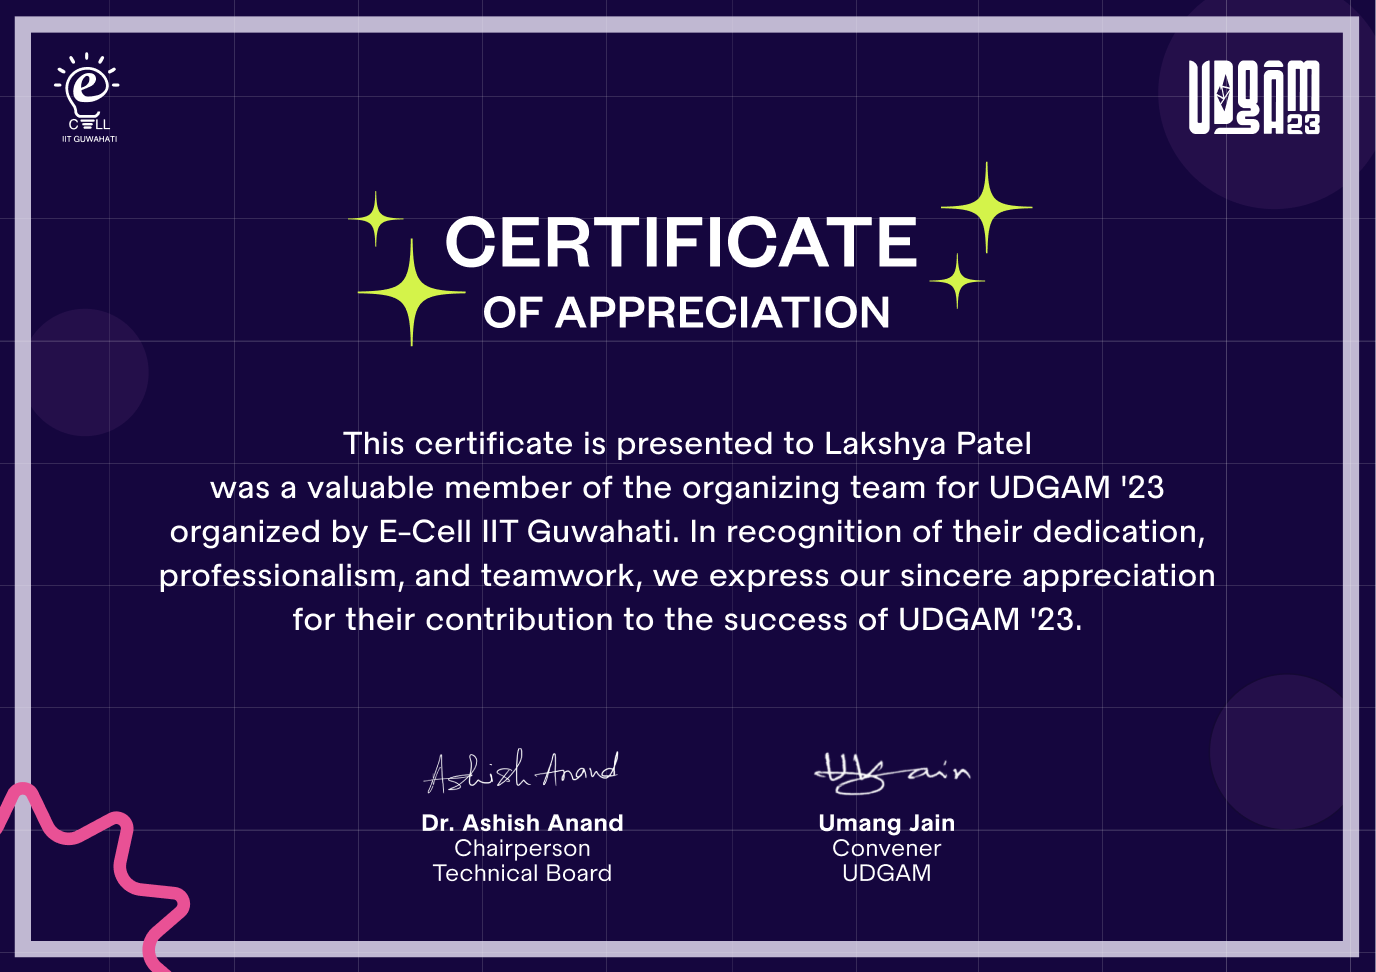 e
CELL
IIT GUWAHATI
UDGAM 23
CERTIFICATE
OF APPRECIATION
This certificate is presented to Lakshya Patel
was a valuable member of the organizing team for UDGAM '23
organized by E-Cell IIT Guwahati. In recognition of their dedication,
professionalism, and teamwork, we express our sincere appreciation
for their contribution to the success of UDGAM '23.
Ashish Anand
UJain
Dr. Ashish Anand
Chairperson
Technical Board
Umang Jain
Convener
UDGAM